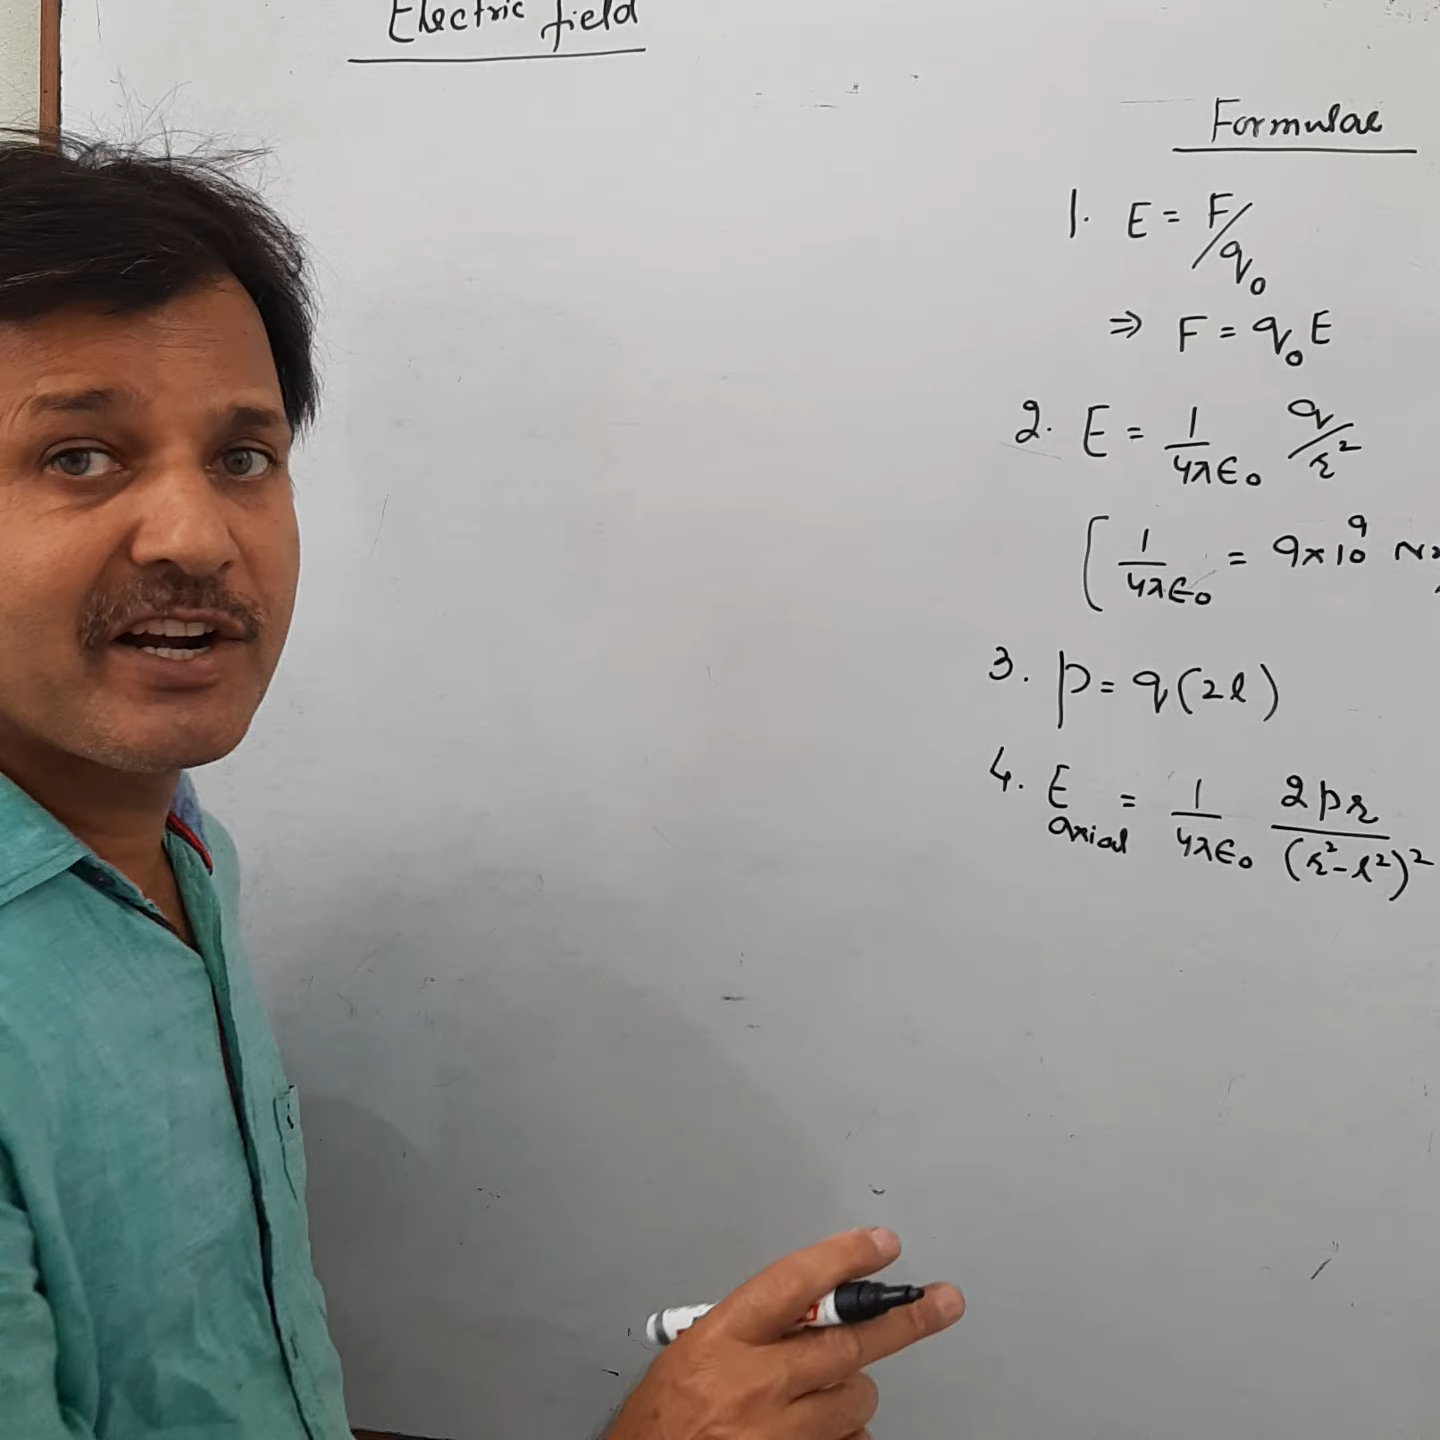 Electric field
Formulae
1. E = F/q₀
⇒ F = q₀E
2. E = 1/4πε₀ q/r²
[1/4πε₀ = 9×10⁹ N
3. p = q(2l)
4. E axial = 1/4πε₀ 2pr/(r²-l²)²